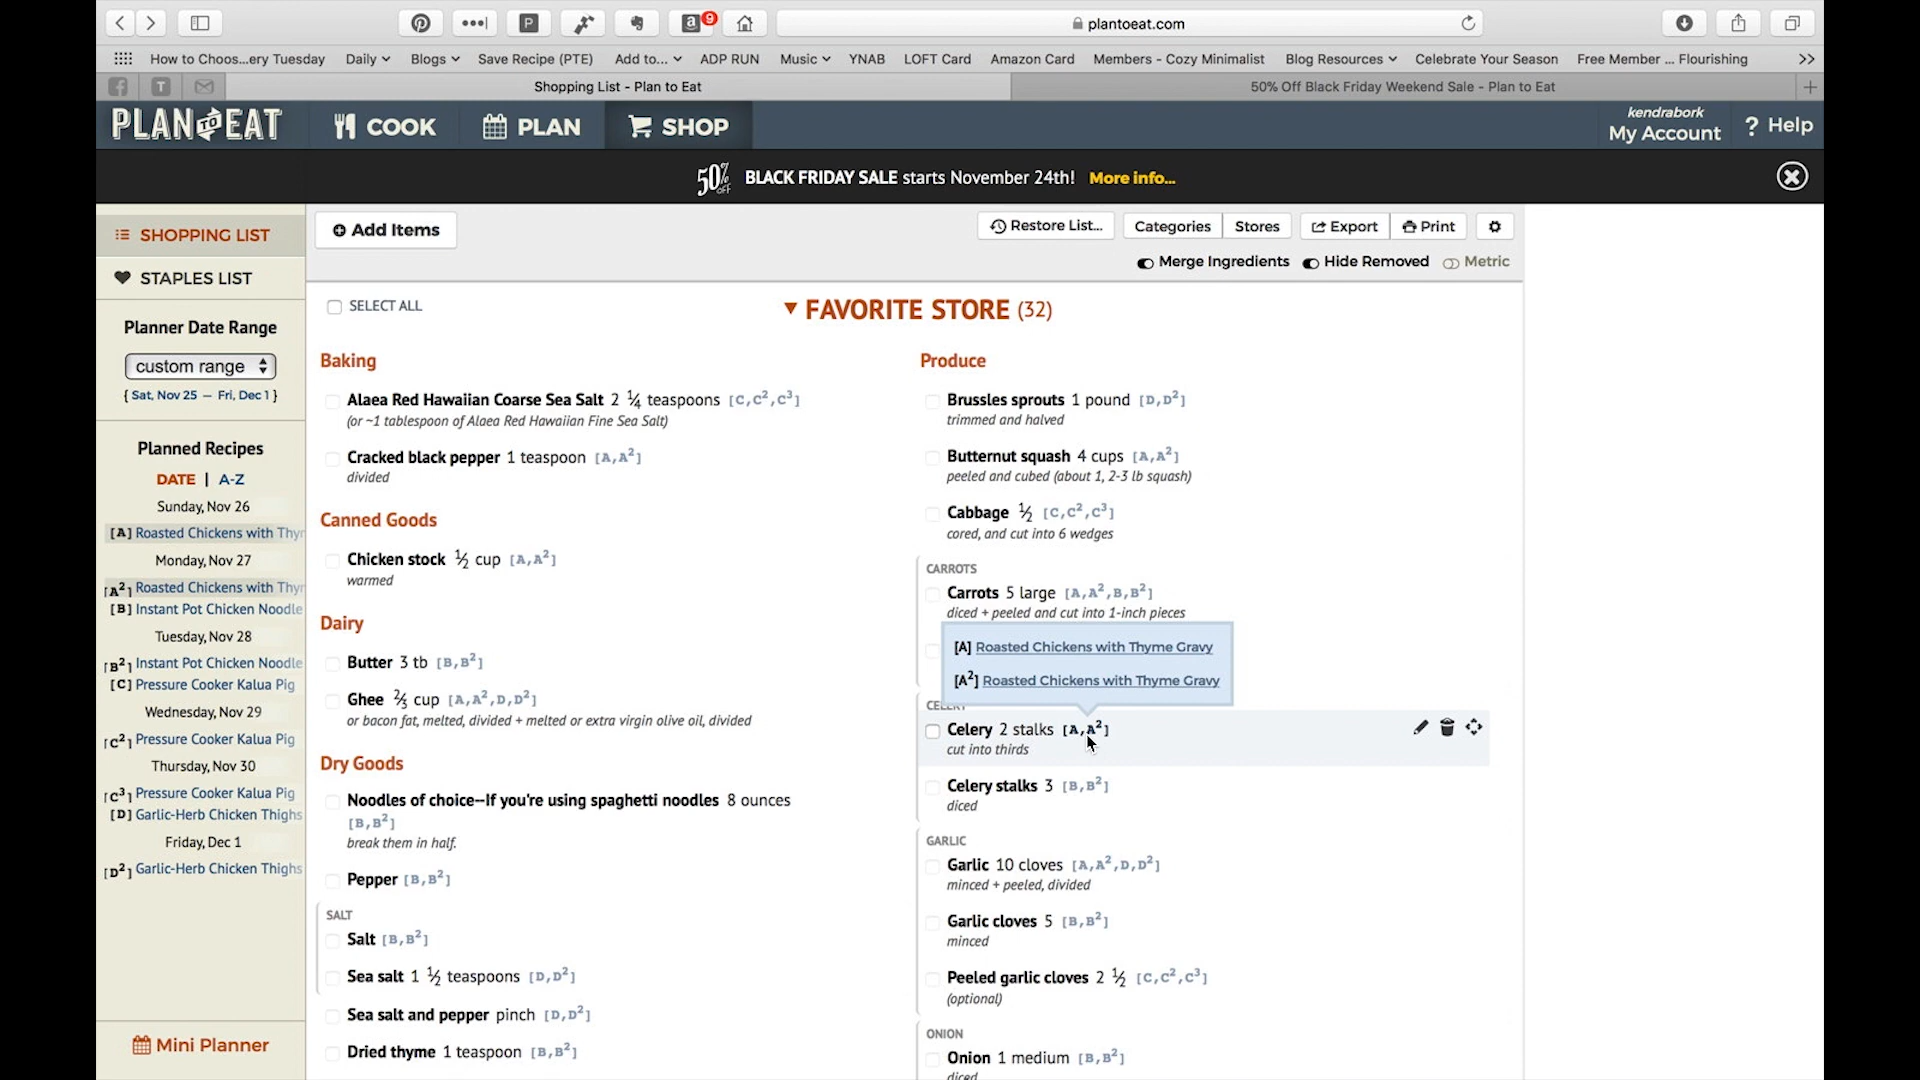 9
plantoeat.com
How to Choos...ery Tuesday
Daily
Blogs
Save Recipe (PTE)
Add to...
ADP RUN
Music
YNAB
LOFT Card
Amazon Card
Members - Cozy Minimalist
Blog Resources
Celebrate Your Season
Free Member ... Flourishing
Shopping List - Plan to Eat
50% Off Black Friday Weekend Sale - Plan to Eat
PLAN TO EAT
COOK
PLAN
SHOP
kendrabork
My Account
? Help
50% OFF BLACK FRIDAY SALE starts November 24th! More info...
SHOPPING LIST
STAPLES LIST
Planner Date Range
custom range
{ Sat, Nov 25 — Fri, Dec 1 }
Planned Recipes
DATE | A-Z
Sunday, Nov 26
[A] Roasted Chickens with Thyr
Monday, Nov 27
[A²] Roasted Chickens with Thyr
[B] Instant Pot Chicken Noodle
Tuesday, Nov 28
[B²] Instant Pot Chicken Noodle
[C] Pressure Cooker Kalua Pig
Wednesday, Nov 29
[C²] Pressure Cooker Kalua Pig
Thursday, Nov 30
[C³] Pressure Cooker Kalua Pig
[D] Garlic-Herb Chicken Thighs
Friday, Dec 1
[D²] Garlic-Herb Chicken Thighs
Mini Planner
Add Items
Restore List...
Categories
Stores
Export
Print
Merge Ingredients
Hide Removed
Metric
SELECT ALL
FAVORITE STORE (32)
Baking
Alaea Red Hawaiian Coarse Sea Salt 2 ¼ teaspoons [C,C²,C³]
(or ~1 tablespoon of Alaea Red Hawaiian Fine Sea Salt)
Cracked black pepper 1 teaspoon [A,A²]
divided
Canned Goods
Chicken stock ½ cup [A,A²]
warmed
Dairy
Butter 3 tb [B,B²]
Ghee ⅔ cup [A,A²,D,D²]
or bacon fat, melted, divided + melted or extra virgin olive oil, divided
Dry Goods
Noodles of choice--If you're using spaghetti noodles 8 ounces
[B,B²]
break them in half.
Pepper [B,B²]
SALT
Salt [B,B²]
Sea salt 1 ½ teaspoons [D,D²]
Sea salt and pepper pinch [D,D²]
Dried thyme 1 teaspoon [B,B²]
Produce
Brussles sprouts 1 pound [D,D²]
trimmed and halved
Butternut squash 4 cups [A,A²]
peeled and cubed (about 1, 2-3 lb squash)
Cabbage ½ [C,C²,C³]
cored, and cut into 6 wedges
CARROTS
Carrots 5 large [A,A²,B,B²]
diced + peeled and cut into 1-inch pieces
[A] Roasted Chickens with Thyme Gravy
[A²] Roasted Chickens with Thyme Gravy
CELERY
Celery 2 stalks [A,A²]
cut into thirds
Celery stalks 3 [B,B²]
diced
GARLIC
Garlic 10 cloves [A,A²,D,D²]
minced + peeled, divided
Garlic cloves 5 [B,B²]
minced
Peeled garlic cloves 2 ½ [C,C²,C³]
(optional)
ONION
Onion 1 medium [B,B²]
diced